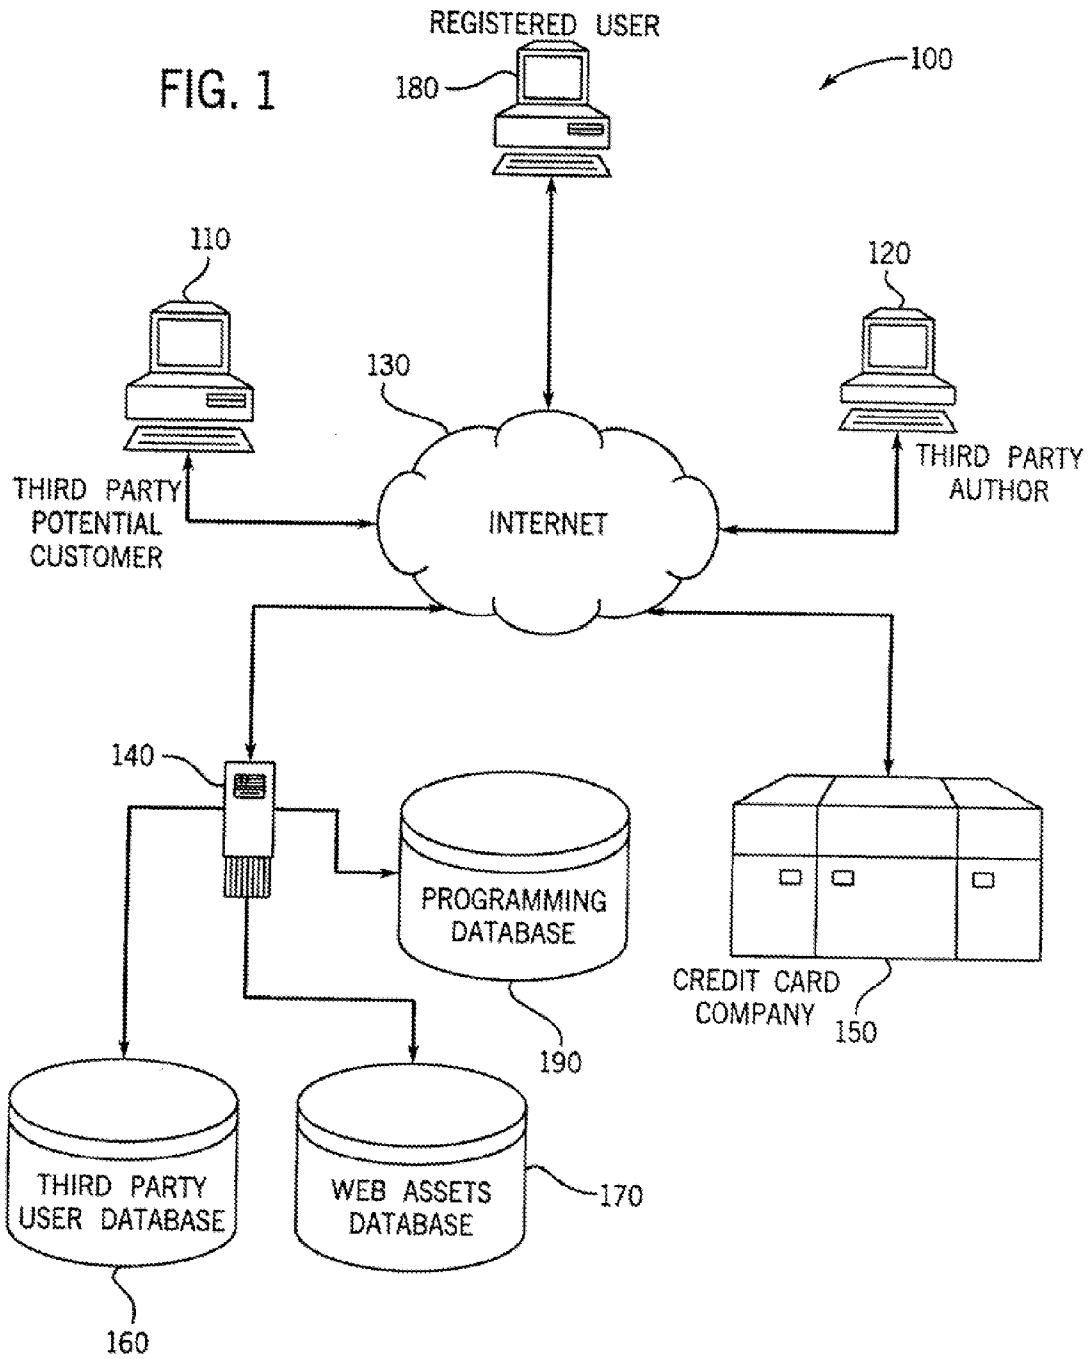 REGISTERED USER
FIG. 1
180
100
110
120
130
THIRD PARTY
AUTHOR
THIRD PARTY
POTENTIAL
CUSTOMER
INTERNET
140
PROGRAMMING
DATABASE
CREDIT CARD
COMPANY
150
190
THIRD PARTY
USER DATABASE
WEB ASSETS
DATABASE
170
160